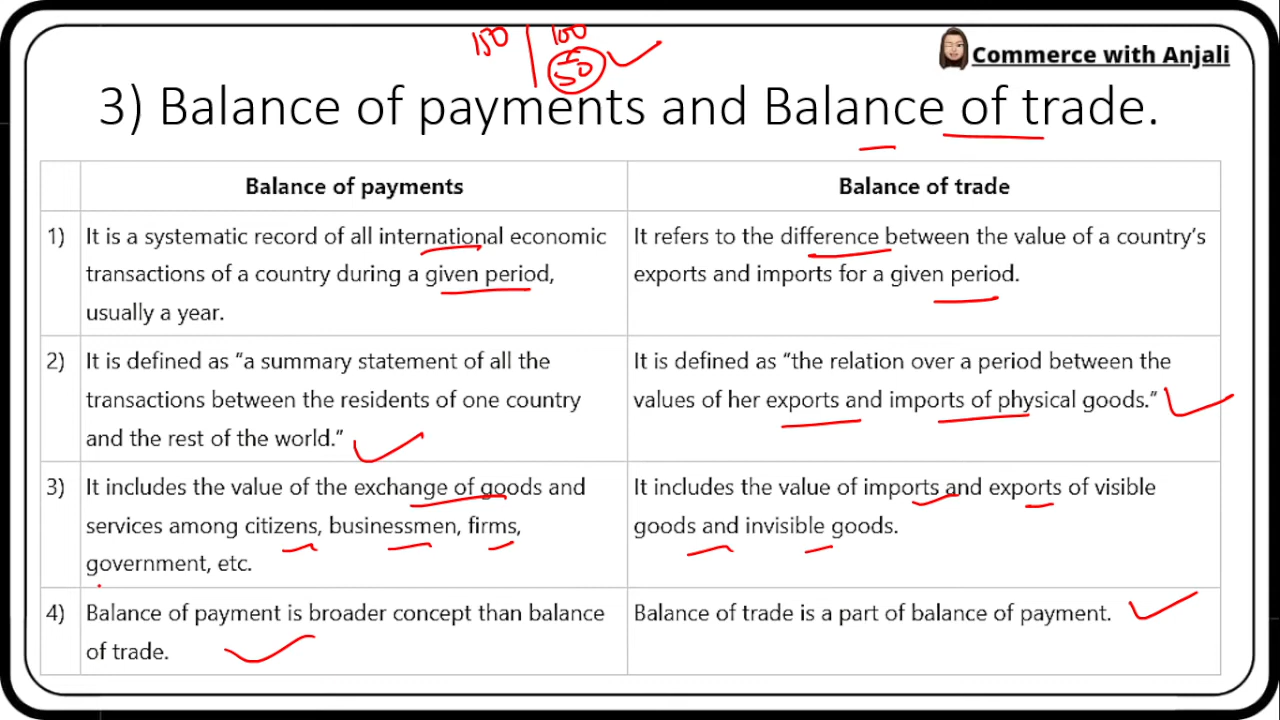 150 | 100
50
Commerce with Anjali
3) Balance of payments and Balance of trade.
Balance of payments
Balance of trade
1)
It is a systematic record of all international economic
transactions of a country during a given period,
usually a year.
It refers to the difference between the value of a country's
exports and imports for a given period.
2)
It is defined as “a summary statement of all the
transactions between the residents of one country
and the rest of the world.”
It is defined as “the relation over a period between the
values of her exports and imports of physical goods.”
3)
It includes the value of the exchange of goods and
services among citizens, businessmen, firms,
government, etc.
It includes the value of imports and exports of visible
goods and invisible goods.
4)
Balance of payment is broader concept than balance
of trade.
Balance of trade is a part of balance of payment.